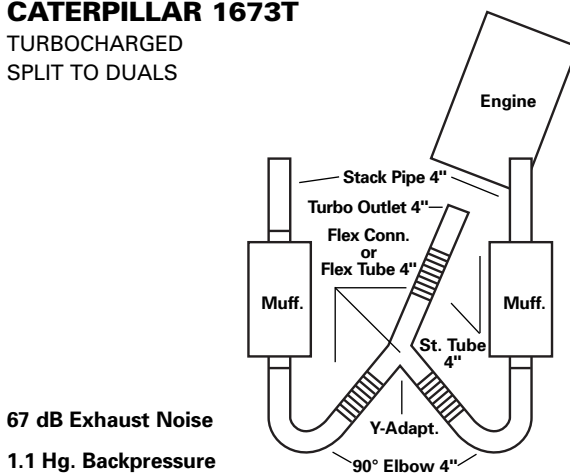 CATERPILLAR 1673T
TURBOCHARGED
SPLIT TO DUALS
Engine
Stack Pipe 4"
Turbo Outlet 4"
Flex Conn.
or
Flex Tube 4"
Muff.
Muff.
St. Tube
4"
Y-Adapt.
90° Elbow 4"
67 dB Exhaust Noise
1.1 Hg. Backpressure